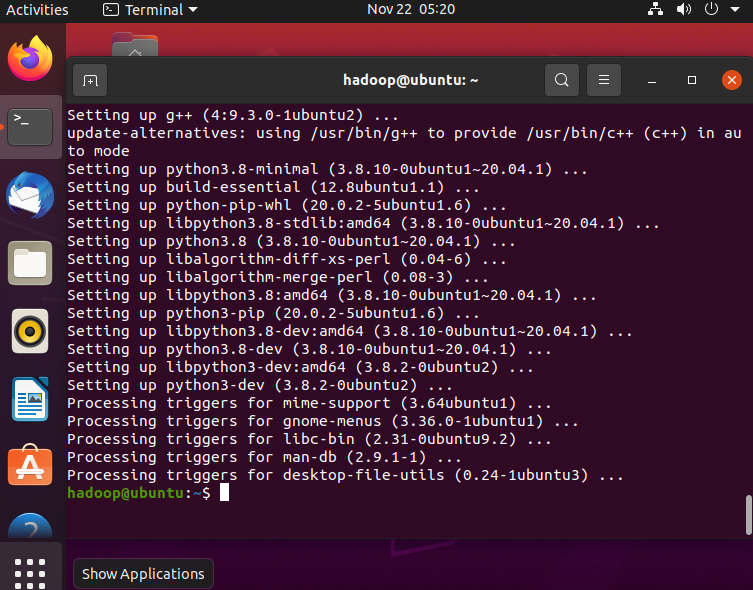 Activities Terminal Nov 22 05:20
hadoop@ubuntu: ~
Setting up g++ (4:9.3.0-1ubuntu2) ...
update-alternatives: using /usr/bin/g++ to provide /usr/bin/c++ (c++) in au
to mode
Setting up python3.8-minimal (3.8.10-0ubuntu1~20.04.1) ...
Setting up build-essential (12.8ubuntu1.1) ...
Setting up python-pip-whl (20.0.2-5ubuntu1.6) ...
Setting up libpython3.8-stdlib:amd64 (3.8.10-0ubuntu1~20.04.1) ...
Setting up python3.8 (3.8.10-0ubuntu1~20.04.1) ...
Setting up libalgorithm-diff-xs-perl (0.04-6) ...
Setting up libalgorithm-merge-perl (0.08-3) ...
Setting up libpython3.8:amd64 (3.8.10-0ubuntu1~20.04.1) ...
Setting up python3-pip (20.0.2-5ubuntu1.6) ...
Setting up libpython3.8-dev:amd64 (3.8.10-0ubuntu1~20.04.1) ...
Setting up python3.8-dev (3.8.10-0ubuntu1~20.04.1) ...
Setting up libpython3-dev:amd64 (3.8.2-0ubuntu2) ...
Setting up python3-dev (3.8.2-0ubuntu2) ...
Processing triggers for mime-support (3.64ubuntu1) ...
Processing triggers for gnome-menus (3.36.0-1ubuntu1) ...
Processing triggers for libc-bin (2.31-0ubuntu9.2) ...
Processing triggers for man-db (2.9.1-1) ...
Processing triggers for desktop-file-utils (0.24-1ubuntu3) ...
hadoop@ubuntu:~$
Show Applications